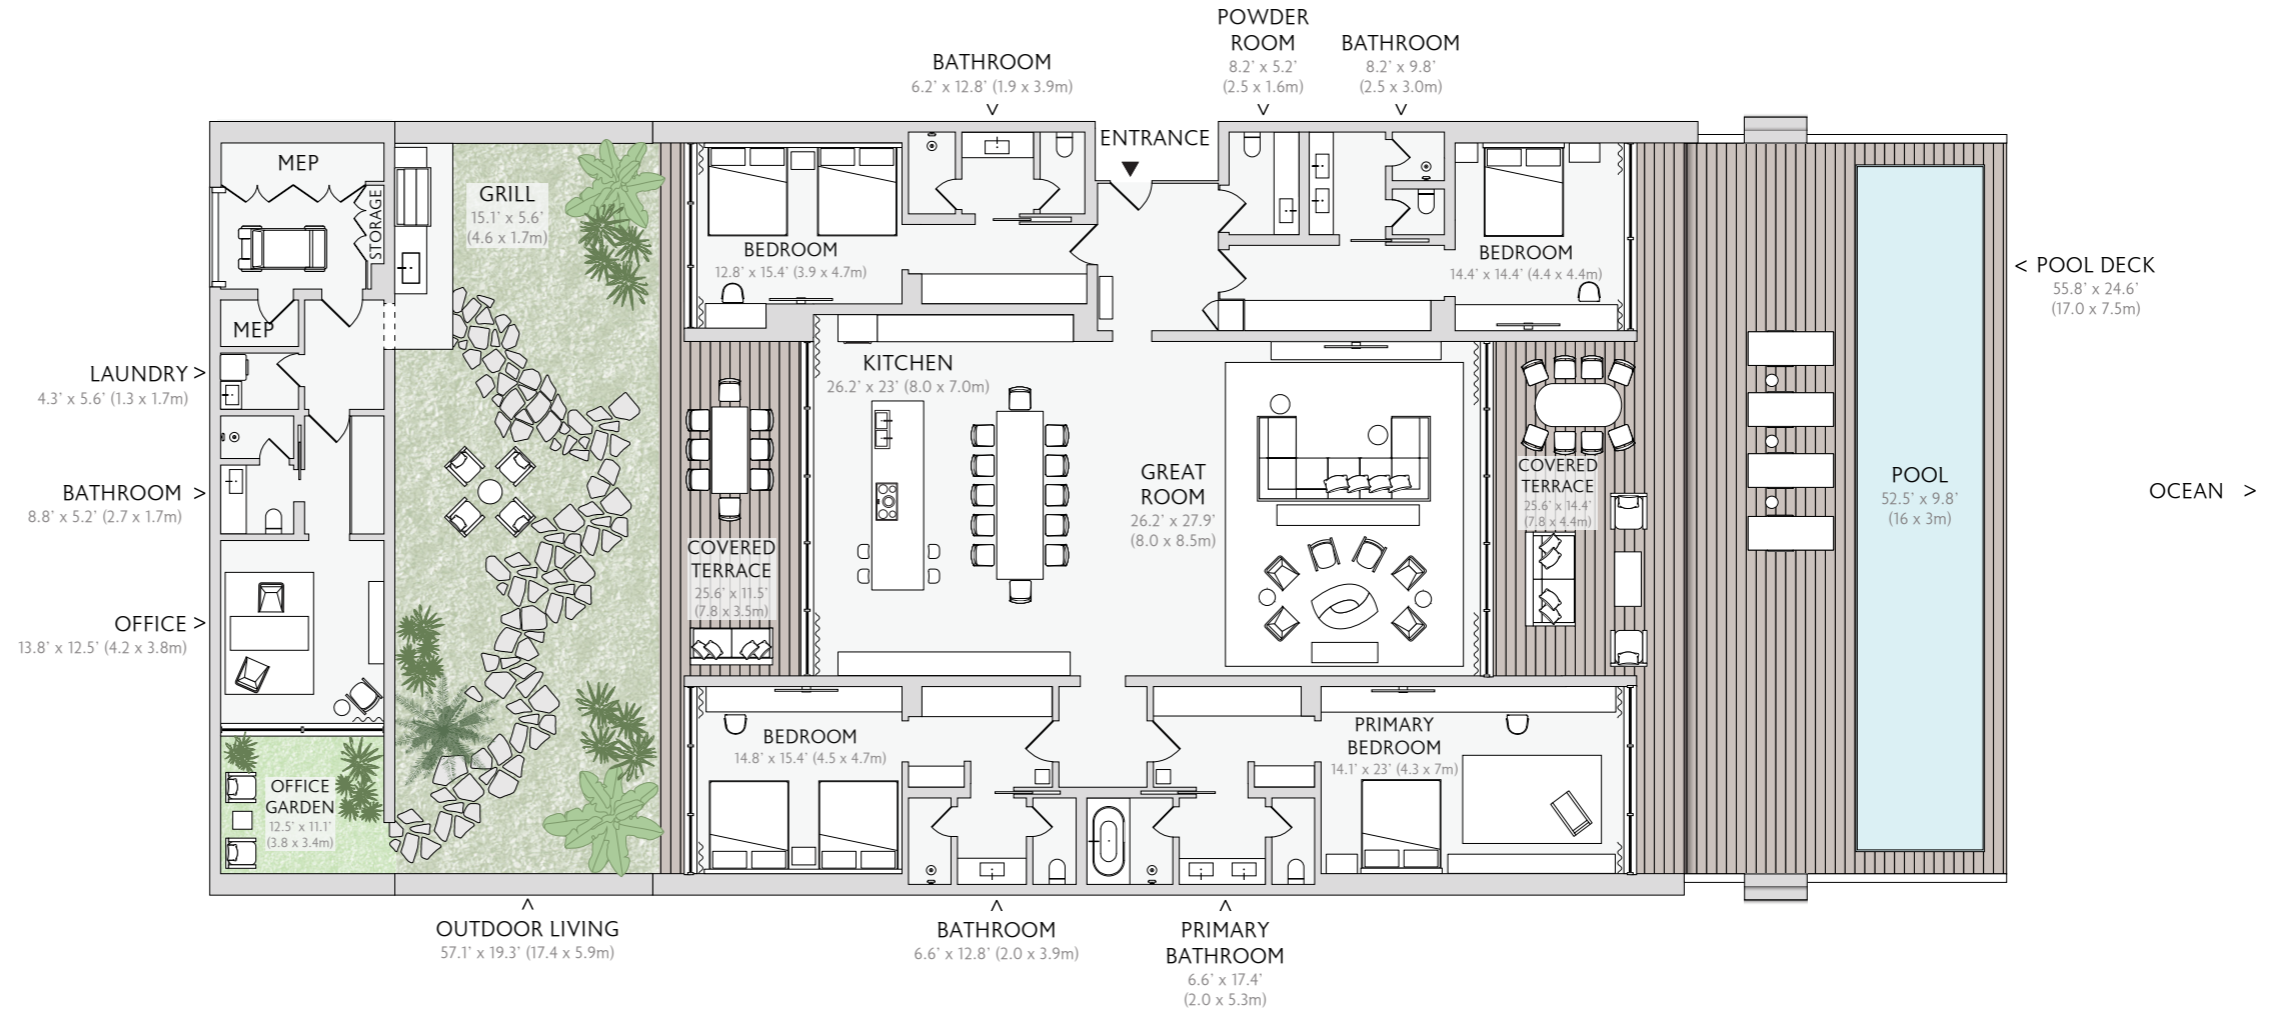 POWDER
ROOM
8.2' x 5.2'
(2.5 x 1.6m)
BATHROOM
8.2' x 9.8'
(2.5 x 3.0m)
BATHROOM
6.2' x 12.8' (1.9 x 3.9m)
ENTRANCE
MEP
STORAGE
GRILL
15.1' x 5.6'
(4.6 x 1.7m)
BEDROOM
12.8' x 15.4' (3.9 x 4.7m)
BEDROOM
14.4' x 14.4' (4.4 x 4.4m)
< POOL DECK
55.8' x 24.6'
(17.0 x 7.5m)
MEP
LAUNDRY >
4.3' x 5.6' (1.3 x 1.7m)
KITCHEN
26.2' x 23' (8.0 x 7.0m)
GREAT
ROOM
26.2' x 27.9'
(8.0 x 8.5m)
COVERED
TERRACE
25.6' x 14.4'
(7.8 x 4.4m)
POOL
52.5' x 9.8'
(16 x 3m)
OCEAN >
BATHROOM >
8.8' x 5.2' (2.7 x 1.7m)
COVERED
TERRACE
25.6' x 11.5'
(7.8 x 3.5m)
OFFICE >
13.8' x 12.5' (4.2 x 3.8m)
BEDROOM
14.8' x 15.4' (4.5 x 4.7m)
PRIMARY
BEDROOM
14.1' x 23' (4.3 x 7m)
OFFICE
GARDEN
12.5' x 11.1'
(3.8 x 3.4m)
OUTDOOR LIVING
57.1' x 19.3' (17.4 x 5.9m)
BATHROOM
6.6' x 12.8' (2.0 x 3.9m)
PRIMARY
BATHROOM
6.6' x 17.4'
(2.0 x 5.3m)